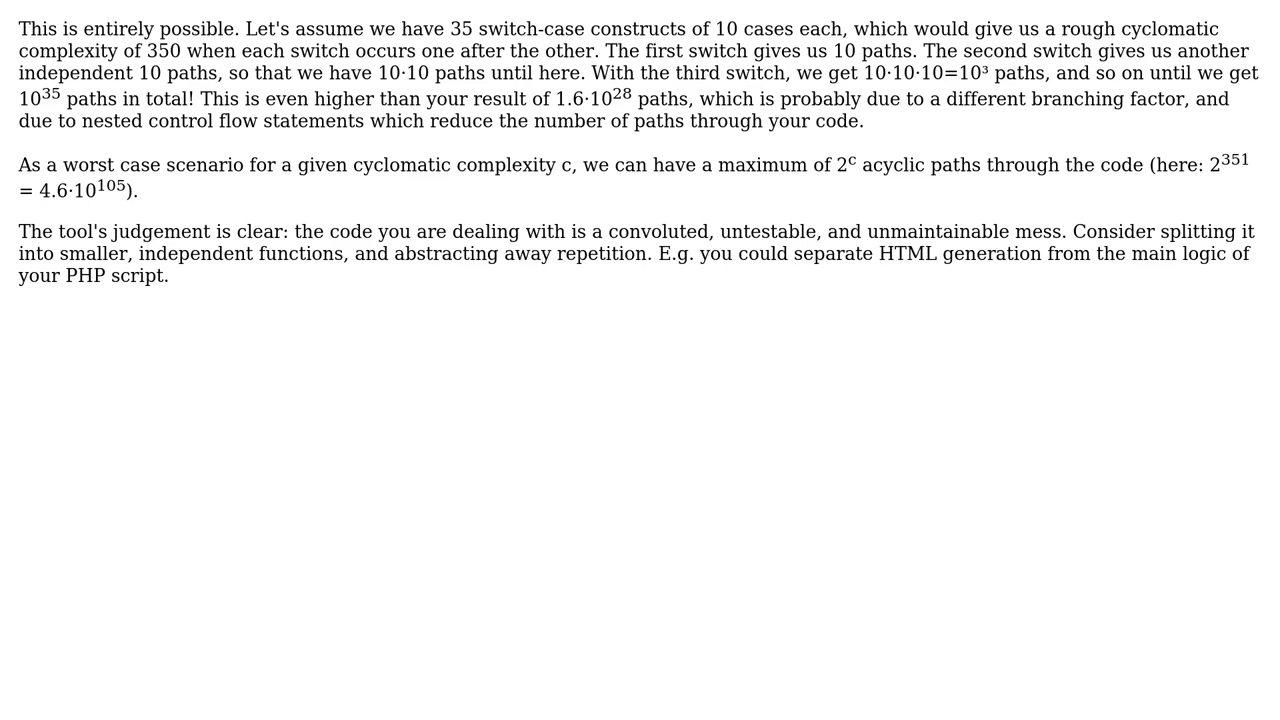 This is entirely possible. Let's assume we have 35 switch-case constructs of 10 cases each, which would give us a rough cyclomatic
complexity of 350 when each switch occurs one after the other. The first switch gives us 10 paths. The second switch gives us another
independent 10 paths, so that we have 10·10 paths until here. With the third switch, we get 10·10·10=10³ paths, and so on until we get
10³⁵ paths in total! This is even higher than your result of 1.6·10²⁸ paths, which is probably due to a different branching factor, and
due to nested control flow statements which reduce the number of paths through your code.
As a worst case scenario for a given cyclomatic complexity c, we can have a maximum of 2ᶜ acyclic paths through the code (here: 2³⁵¹
= 4.6·10¹⁰⁵).
The tool's judgement is clear: the code you are dealing with is a convoluted, untestable, and unmaintainable mess. Consider splitting it
into smaller, independent functions, and abstracting away repetition. E.g. you could separate HTML generation from the main logic of
your PHP script.